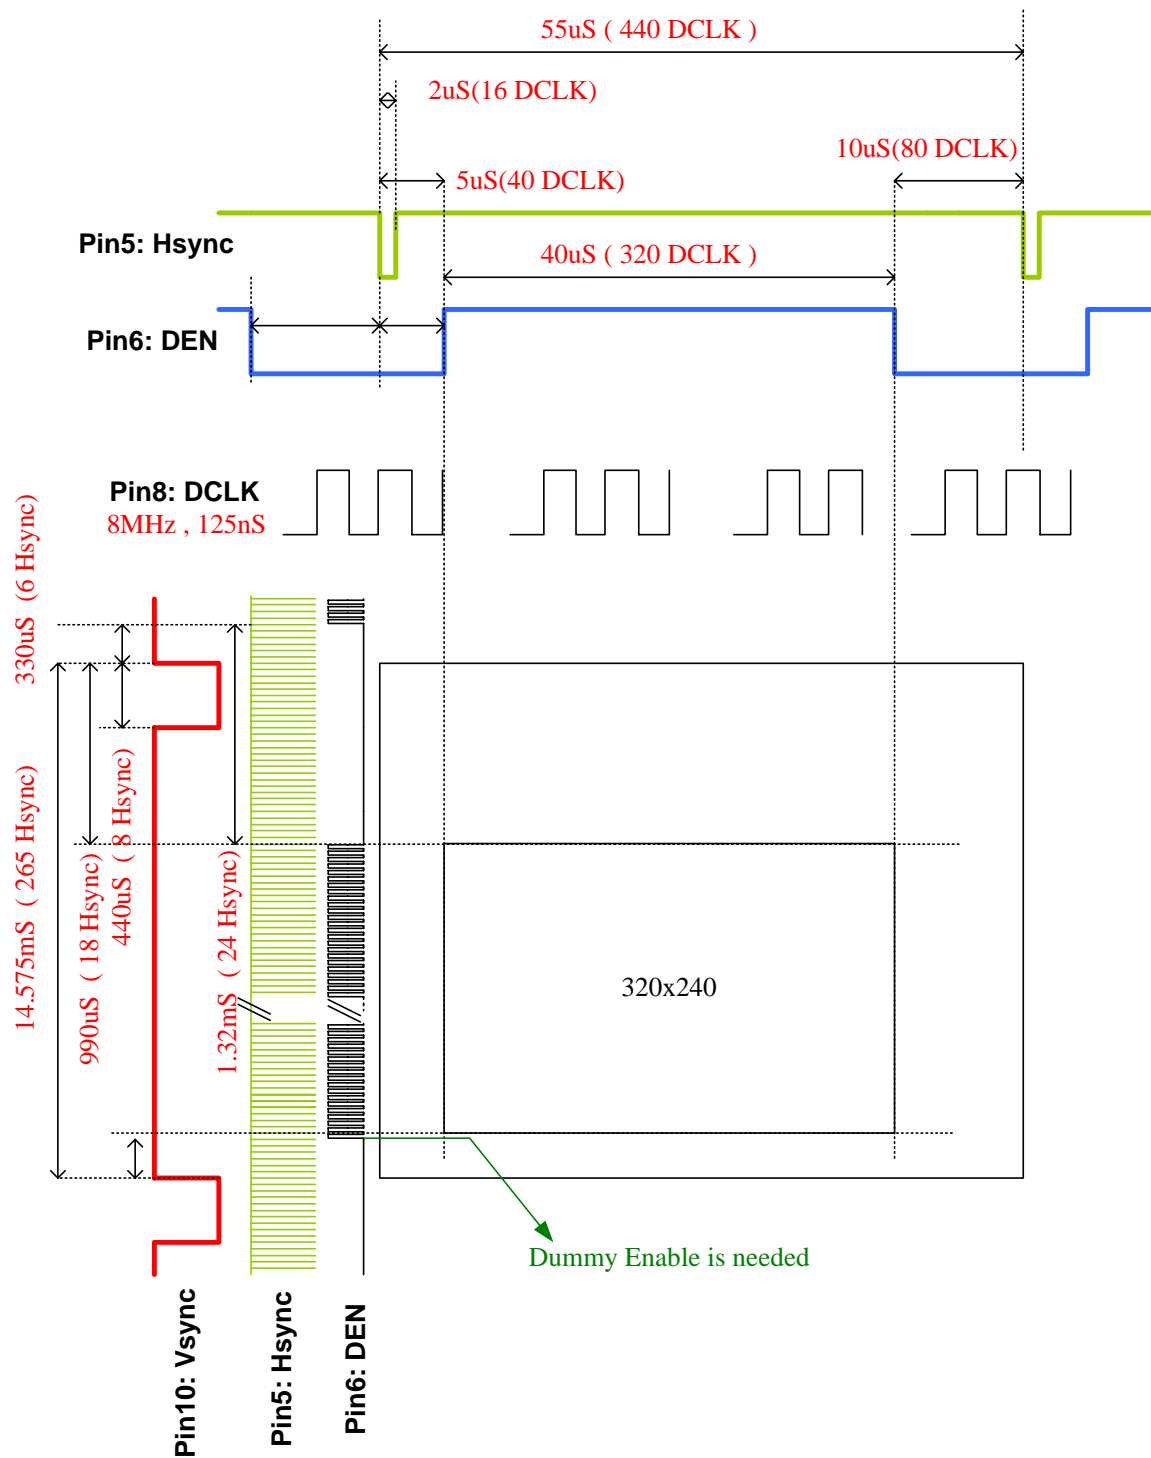 55uS ( 440 DCLK )
2uS(16 DCLK)
10uS(80 DCLK)
5uS(40 DCLK)
Pin5: Hsync
40uS ( 320 DCLK )
Pin6: DEN
Pin8: DCLK
8MHz , 125nS
330uS (6 Hsync)
14.575mS ( 265 Hsync)
990uS ( 18 Hsync)
440uS ( 8 Hsync)
1.32mS ( 24 Hsync)
320x240
Dummy Enable is needed
Pin10: Vsync
Pin5: Hsync
Pin6: DEN